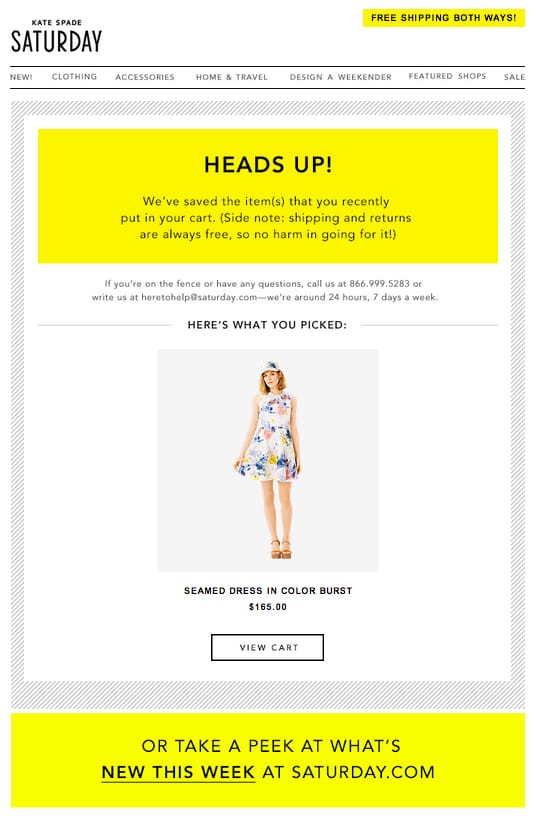 KATE SPADE
SATURDAY
FREE SHIPPING BOTH WAYS!
NEW! CLOTHING ACCESSORIES HOME & TRAVEL DESIGN A WEEKENDER FEATURED SHOPS SALE
HEADS UP!
We've saved the item(s) that you recently
put in your cart. (Side note: shipping and returns
are always free, so no harm in going for it!)
If you're on the fence or have any questions, call us at 866.999.5283 or
write us at heretohelp@saturday.com—we're around 24 hours, 7 days a week.
HERE'S WHAT YOU PICKED:
SEAMED DRESS IN COLOR BURST
$165.00
VIEW CART
OR TAKE A PEEK AT WHAT'S
NEW THIS WEEK AT SATURDAY.COM